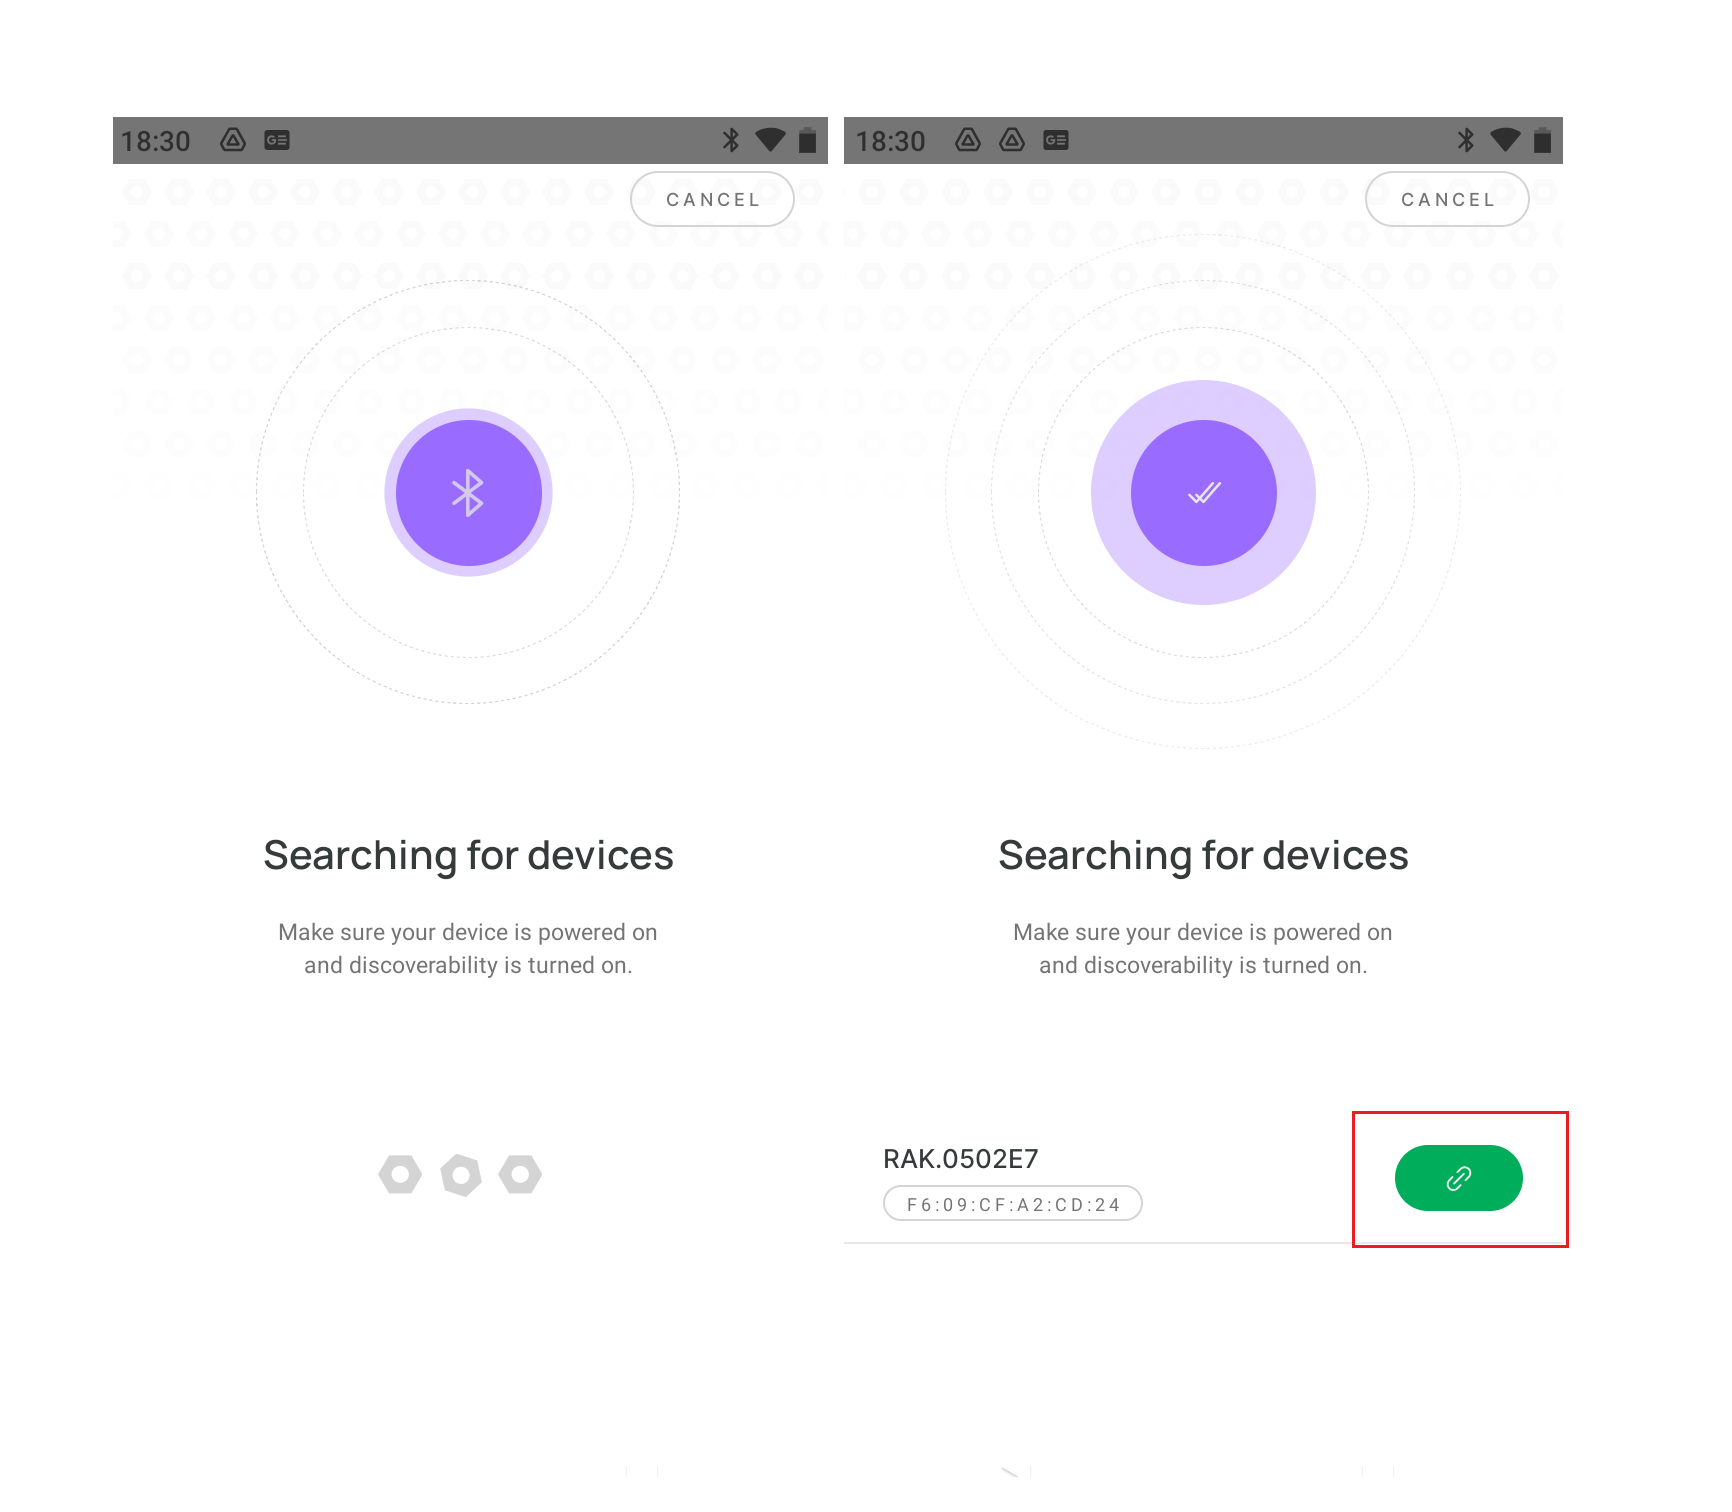 18:30
CANCEL
Searching for devices
Make sure your device is powered on
and discoverability is turned on.
18:30
CANCEL
Searching for devices
Make sure your device is powered on
and discoverability is turned on.
RAK.0502E7
F6:09:CF:A2:CD:24